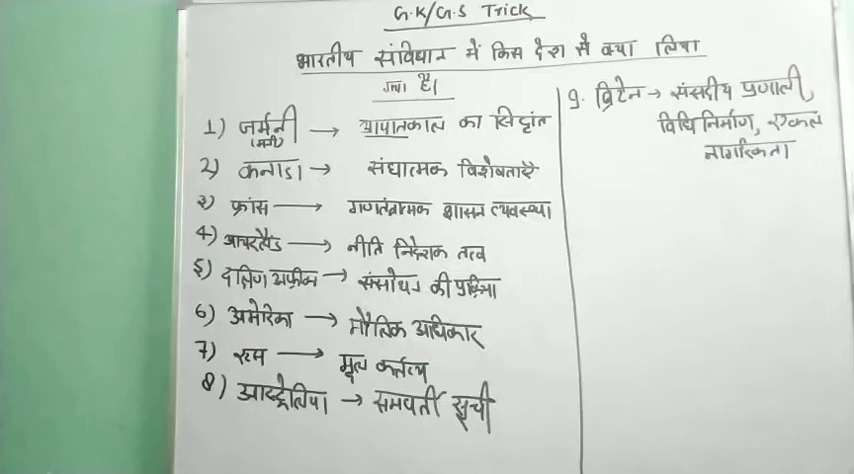 G.K/G.S Trick
भारतीय संविधान में किस देश से क्या लिया
गया है।
1) जर्मनी → आपातकाल का सिद्धांत
(मनी)
2) कनाडा → संघात्मक विशेषताएँ
3) फ्रांस → गणतंत्रात्मक शासन व्यवस्था
4) आयरलैंड → नीति निदेशक तत्व
5) दक्षिण अफ्रीका → संसोधन की प्रक्रिया
6) अमेरिका → मौलिक अधिकार
7) रूस → मूल कर्त्तव्य
8) आस्ट्रेलिया → समवर्ती सूची
9. ब्रिटेन → संसदीय प्रणाली,
विधि निर्माण, एकल
नागरिकता